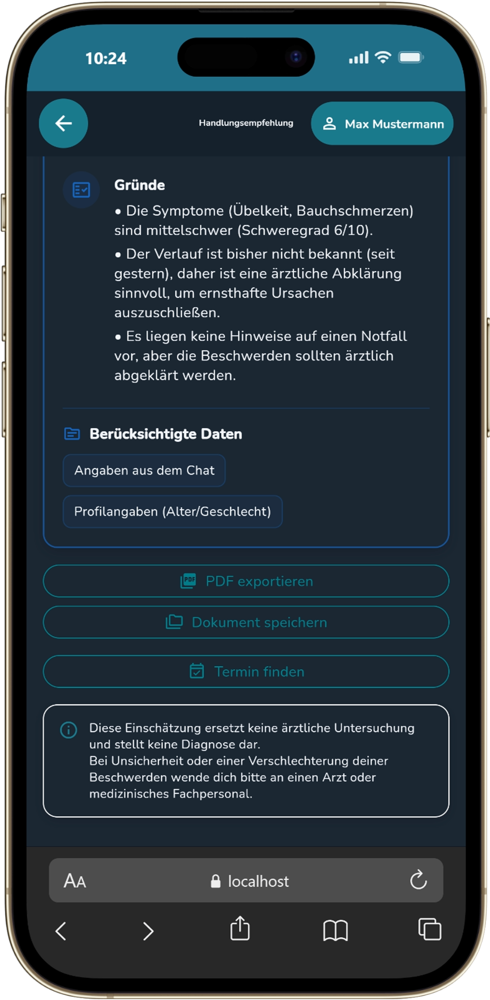 10:24
Handlungsempfehlung
Max Mustermann
Gründe
• Die Symptome (Übelkeit, Bauchschmerzen)
sind mittelschwer (Schweregrad 6/10).
• Der Verlauf ist bisher nicht bekannt (seit
gestern), daher ist eine ärztliche Abklärung
sinnvoll, um ernsthafte Ursachen
auszuschließen.
• Es liegen keine Hinweise auf einen Notfall
vor, aber die Beschwerden sollten ärztlich
abgeklärt werden.
Berücksichtigte Daten
Angaben aus dem Chat
Profilangaben (Alter/Geschlecht)
PDF PDF exportieren
Dokument speichern
Termin finden
Diese Einschätzung ersetzt keine ärztliche Untersuchung
und stellt keine Diagnose dar.
Bei Unsicherheit oder einer Verschlechterung deiner
Beschwerden wende dich bitte an einen Arzt oder
medizinisches Fachpersonal.
AA localhost